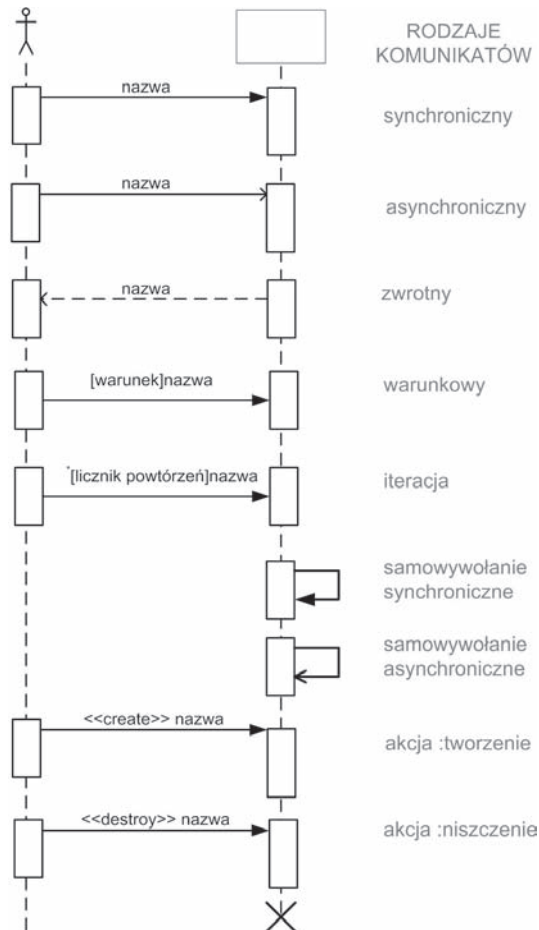 RODZAJE
KOMUNIKATÓW
nazwa
synchroniczny
nazwa
asynchroniczny
nazwa
zwrotny
[warunek]nazwa
warunkowy
*[licznik powtórzeń]nazwa
iteracja
samowywołanie
synchroniczne
samowywołanie
asynchroniczne
<<create>> nazwa
akcja :tworzenie
<<destroy>> nazwa
akcja :niszczenie